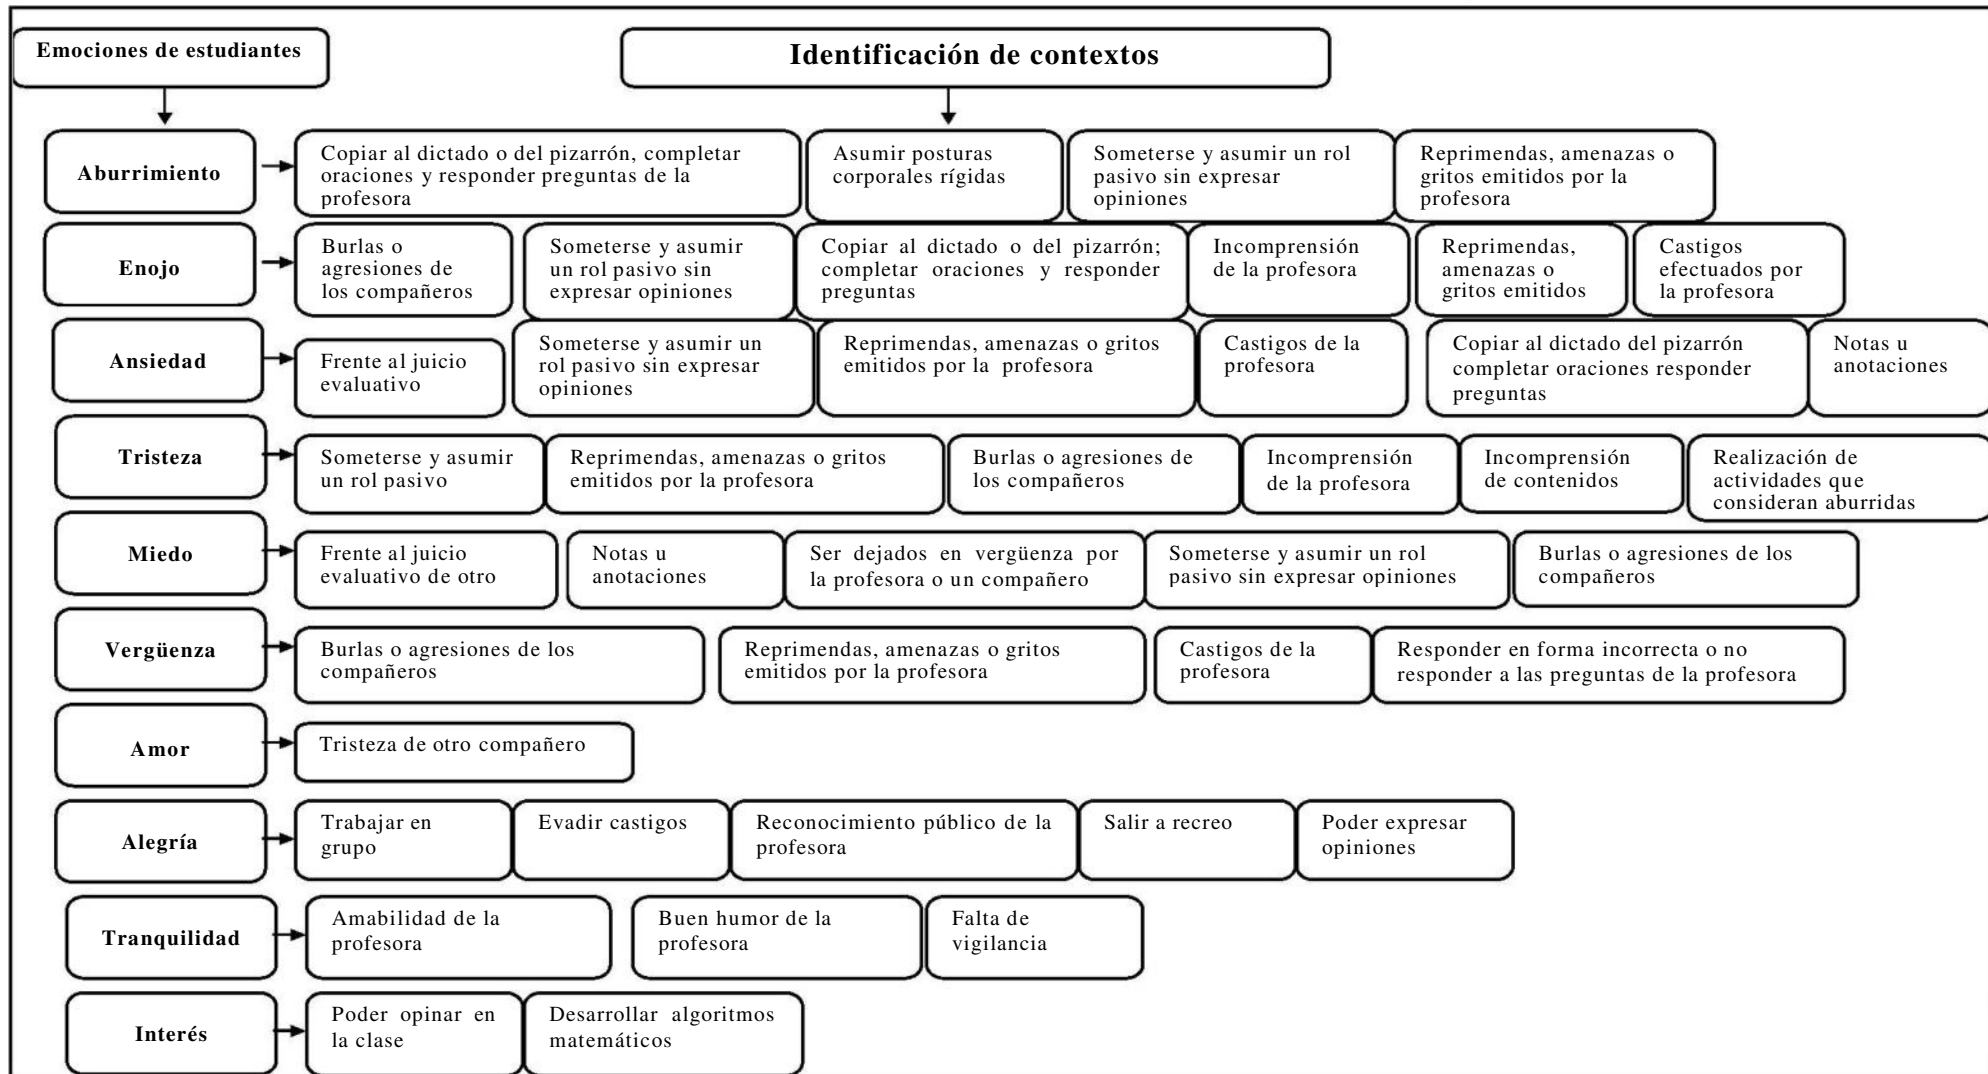 Emociones de estudiantes
Identificación de contextos
Aburrimiento
Copiar al dictado o del pizarrón, completar
oraciones y responder preguntas de la
profesora
Asumir posturas
corporales rígidas
Someterse y asumir un rol
pasivo sin expresar
opiniones
Reprimendas, amenazas o
gritos emitidos por la
profesora
Enojo
Burlas o
agresiones de
los compañeros
Someterse y asumir
un rol pasivo sin
expresar opiniones
Copiar al dictado o del pizarrón;
completar oraciones y responder
preguntas
Incomprensión
de la profesora
Reprimendas,
amenazas o
gritos emitidos
Castigos
efectuados por
la profesora
Ansiedad
Frente al juicio
evaluativo
Someterse y asumir un
rol pasivo sin expresar
opiniones
Reprimendas, amenazas o gritos
emitidos por la profesora
Castigos de la
profesora
Copiar al dictado del pizarrón
completar oraciones responder
preguntas
Notas u
anotaciones
Tristeza
Someterse y asumir
un rol pasivo
Reprimendas, amenazas o gritos
emitidos por la profesora
Burlas o agresiones de
los compañeros
Incomprensión
de la profesora
Incomprensión
de contenidos
Realización de
actividades que
consideran aburridas
Miedo
Frente al juicio
evaluativo de otro
Notas u
anotaciones
Ser dejados en vergüenza por
la profesora o un compañero
Someterse y asumir un rol
pasivo sin expresar opiniones
Burlas o agresiones de los
compañeros
Vergüenza
Burlas o agresiones de los
compañeros
Reprimendas, amenazas o gritos
emitidos por la profesora
Castigos de la
profesora
Responder en forma incorrecta o no
responder a las preguntas de la profesora
Amor
Tristeza de otro compañero
Alegría
Trabajar en
grupo
Evadir castigos
Reconocimiento público de la
profesora
Salir a recreo
Poder expresar
opiniones
Tranquilidad
Amabilidad de la
profesora
Buen humor de la
profesora
Falta de
vigilancia
Interés
Poder opinar en
la clase
Desarrollar algoritmos
matemáticos